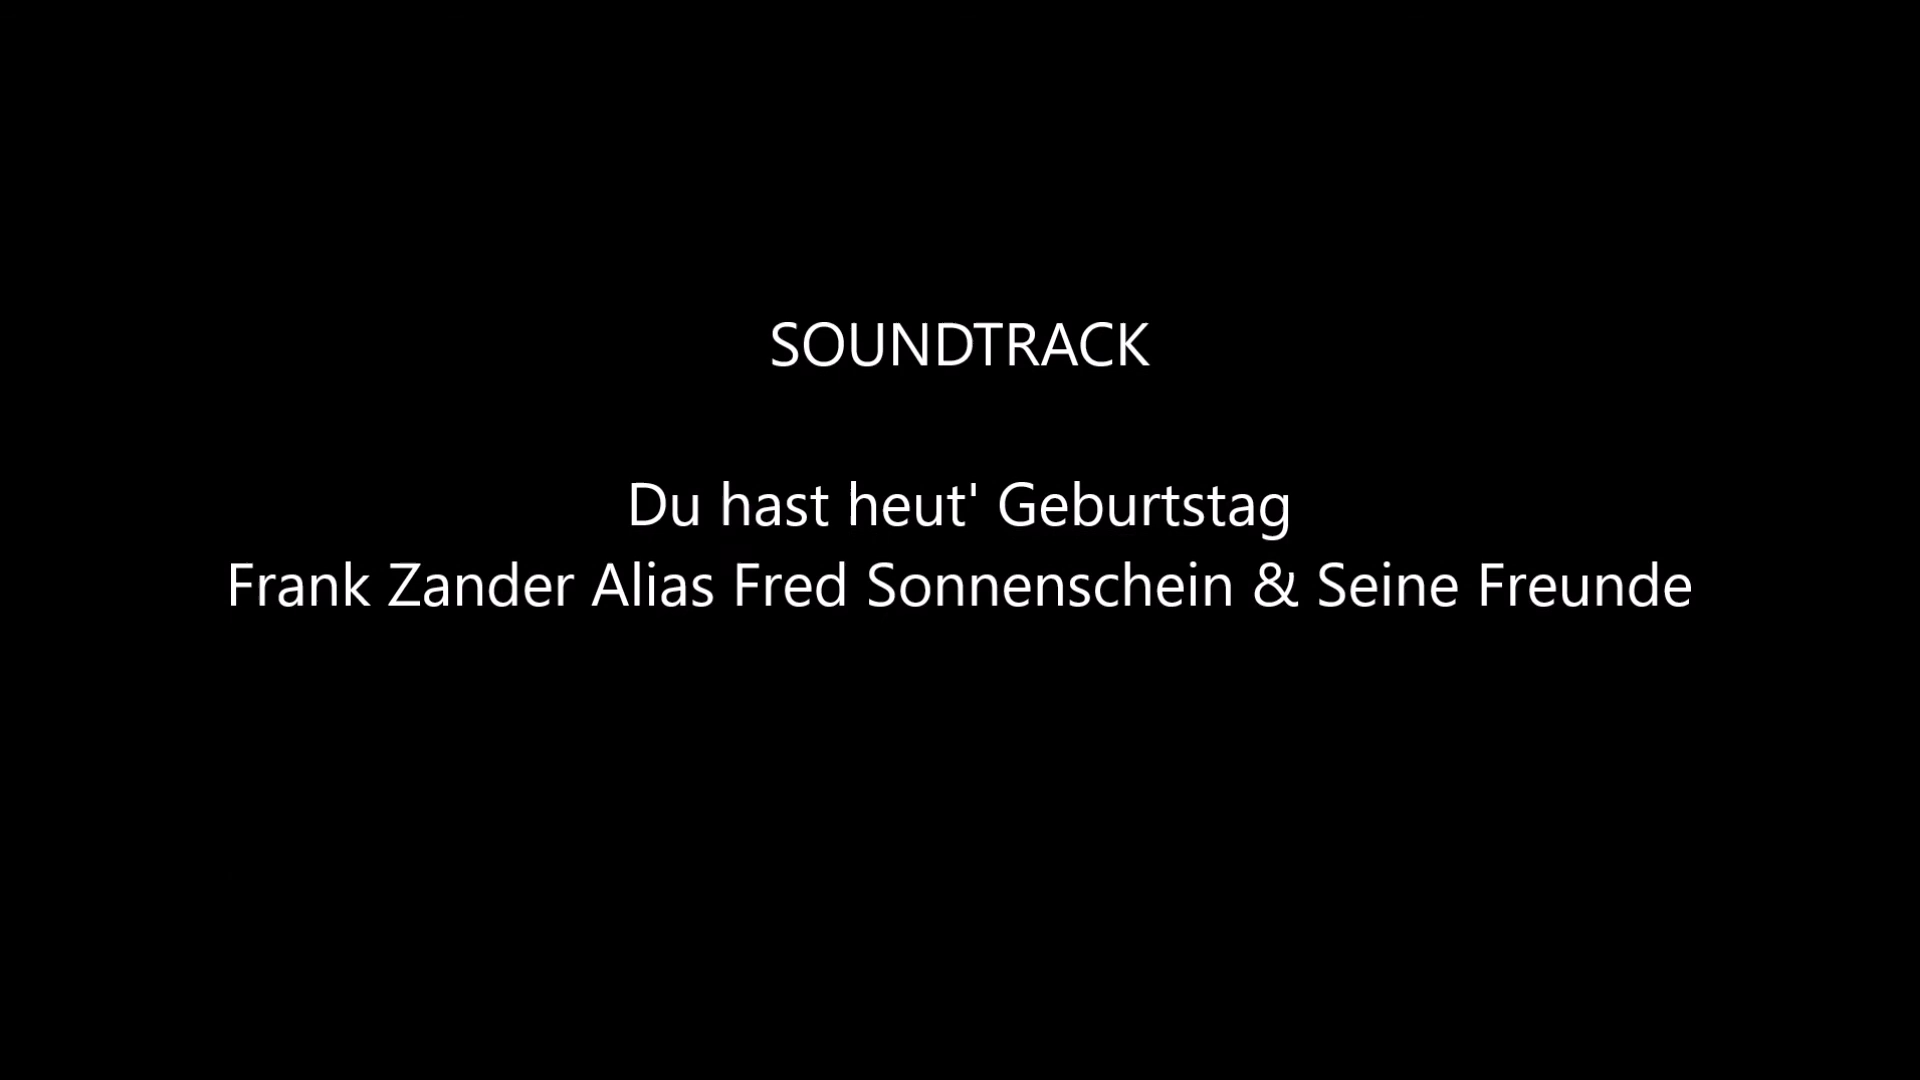 SOUNDTRACK
Du hast heut' Geburtstag
Frank Zander Alias Fred Sonnenschein & Seine Freunde